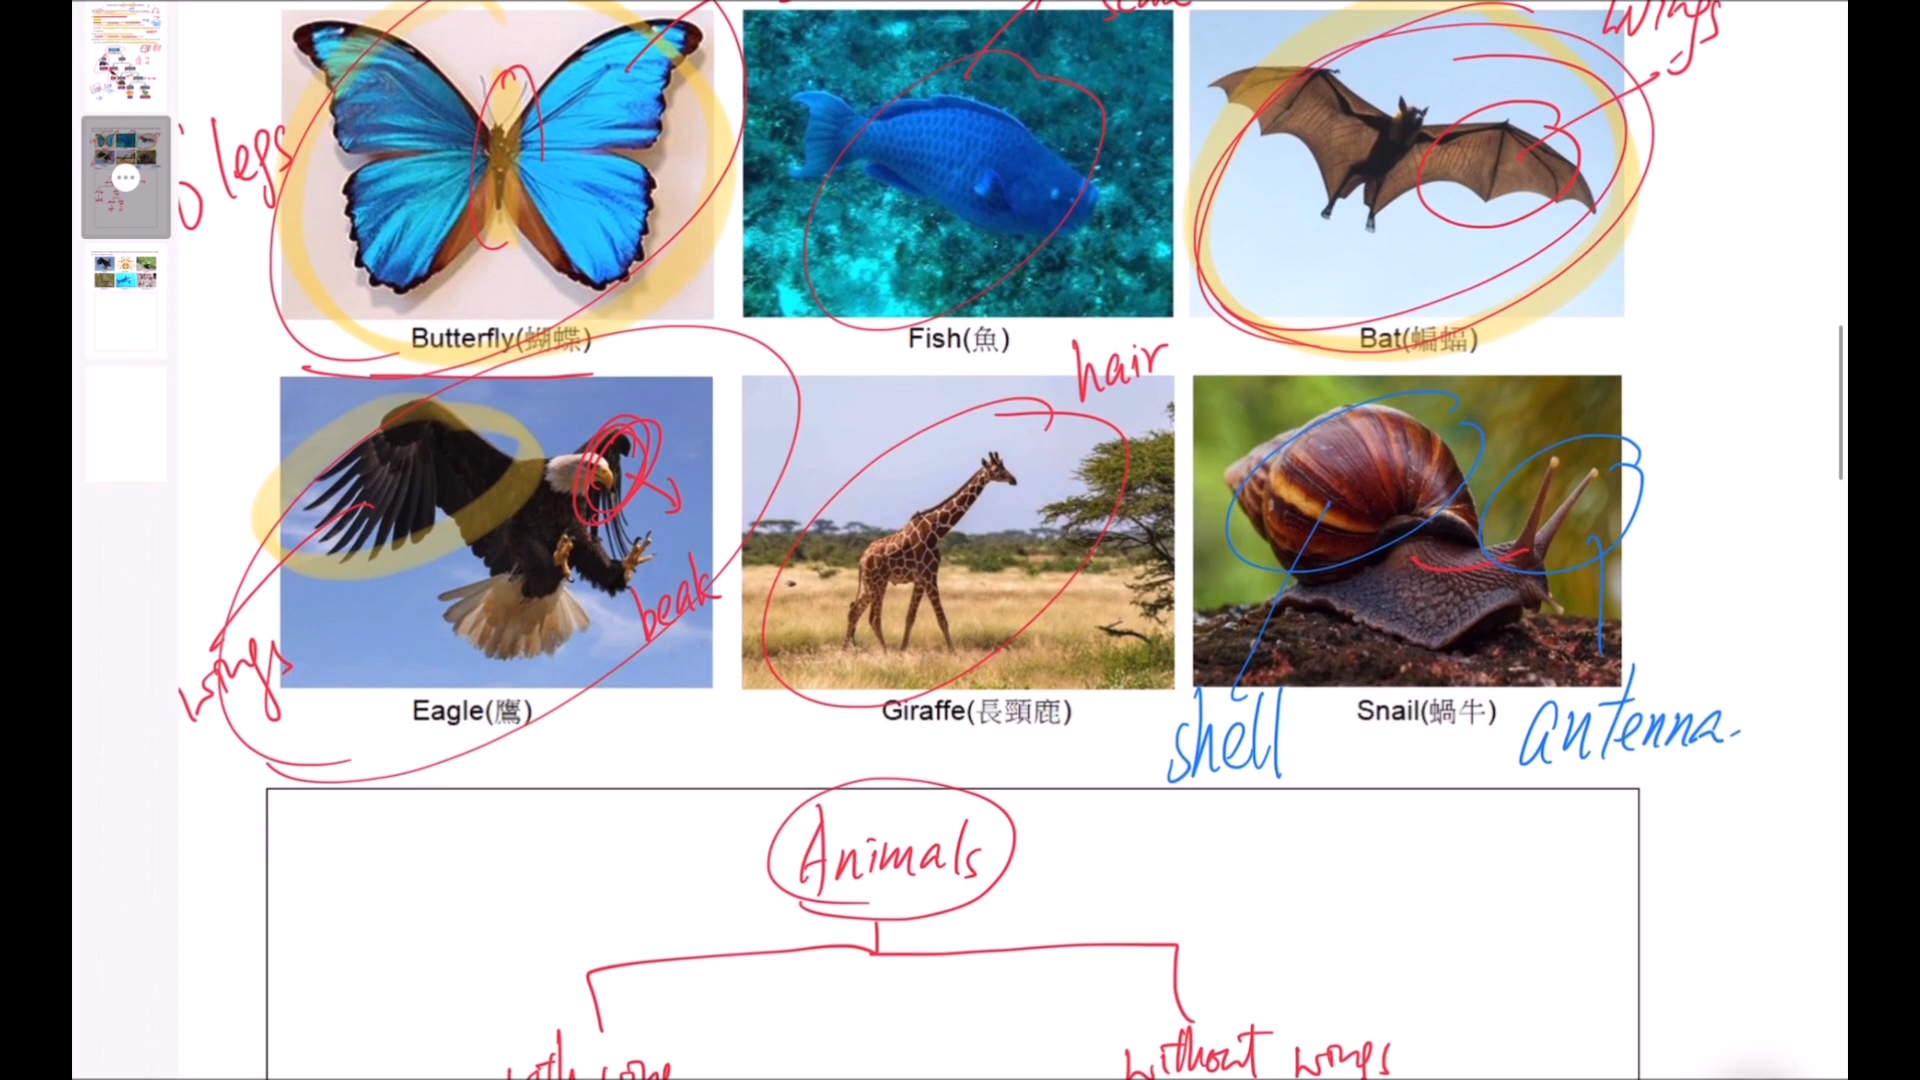 wings
6 legs
Butterfly(蝴蝶)
Fish(魚)
Bat(蝙蝠)
hair
beak
wings
Eagle(鷹)
Giraffe(長頸鹿)
Snail(蝸牛)
shell
antenna.
Animals
without wings